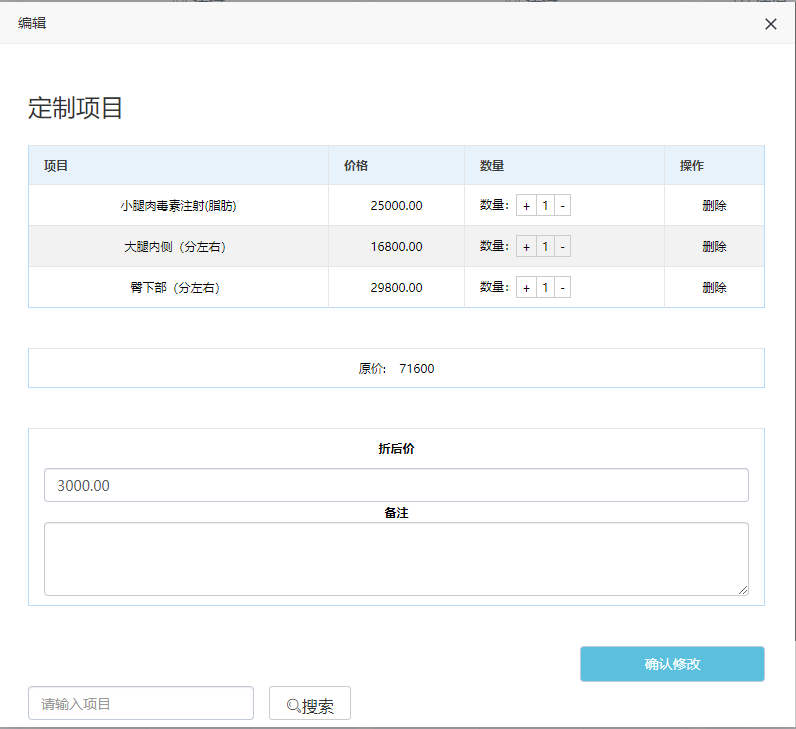 编辑
定制项目
项目 价格 数量 操作
小腿肉毒素注射(脂肪) 25000.00 数量： + 1 - 删除
大腿内侧（分左右） 16800.00 数量： + 1 - 删除
臀下部（分左右） 29800.00 数量： + 1 - 删除
原价: 71600
折后价
3000.00
备注
确认修改
请输入项目 搜索